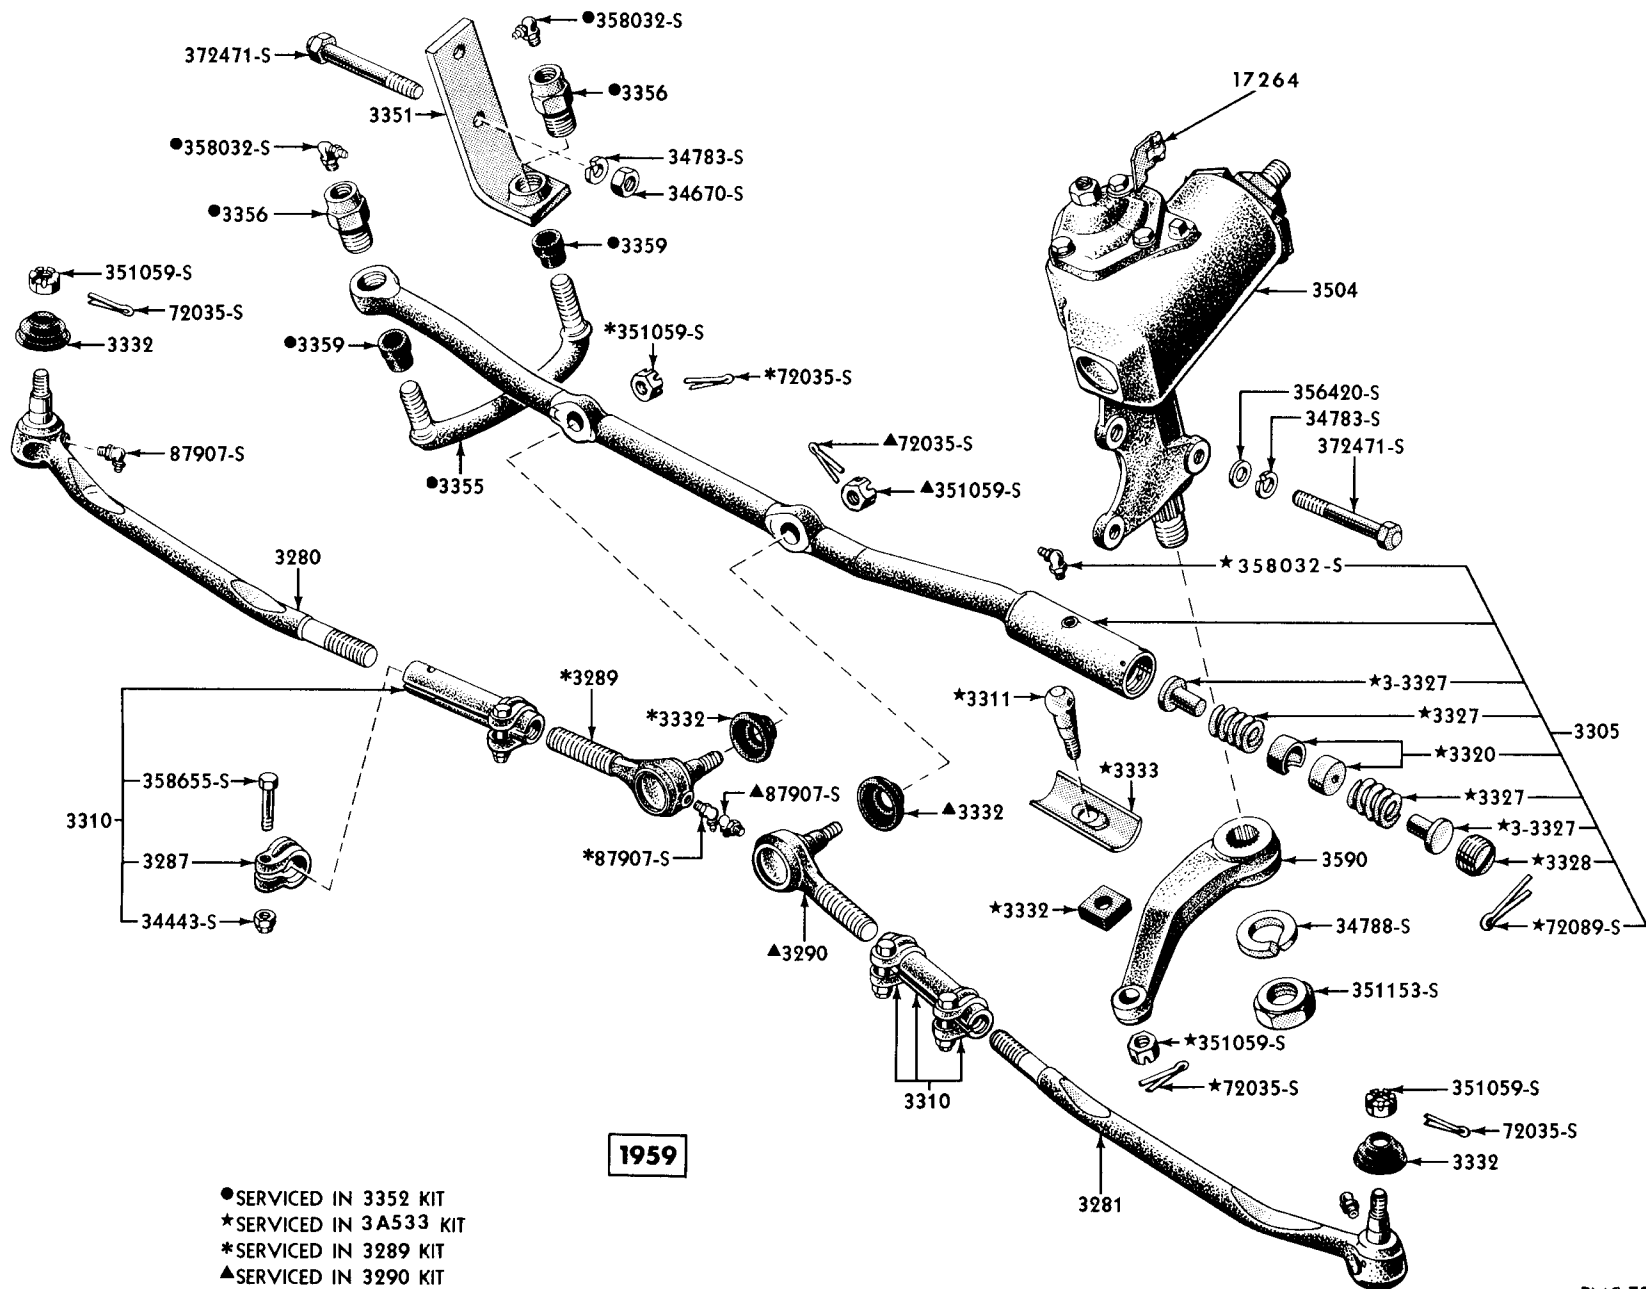 ●358032-S
372471-S
17264
●3356
3351
●358032-S
34783-S
34670-S
●3356
●3359
351059-S
72035-S
3504
*351059-S
●3359
3332
*72035-S
356420-S
34783-S
▲72035-S
372471-S
87907-S
●3355
▲351059-S
3280
★358032-S
*3289
★3-3327
★3311
*3332
★3327
3305
★3320
★3333
358655-S
▲87907-S
★3327
▲3332
3310
★3-3327
*87907-S
3287
3590
★3328
★3332
34443-S
34788-S
★72089-S
▲3290
351153-S
★351059-S
★72035-S
351059-S
3310
72035-S
1959
3332
●SERVICED IN 3352 KIT
3281
★SERVICED IN 3A533 KIT
*SERVICED IN 3289 KIT
▲SERVICED IN 3290 KIT